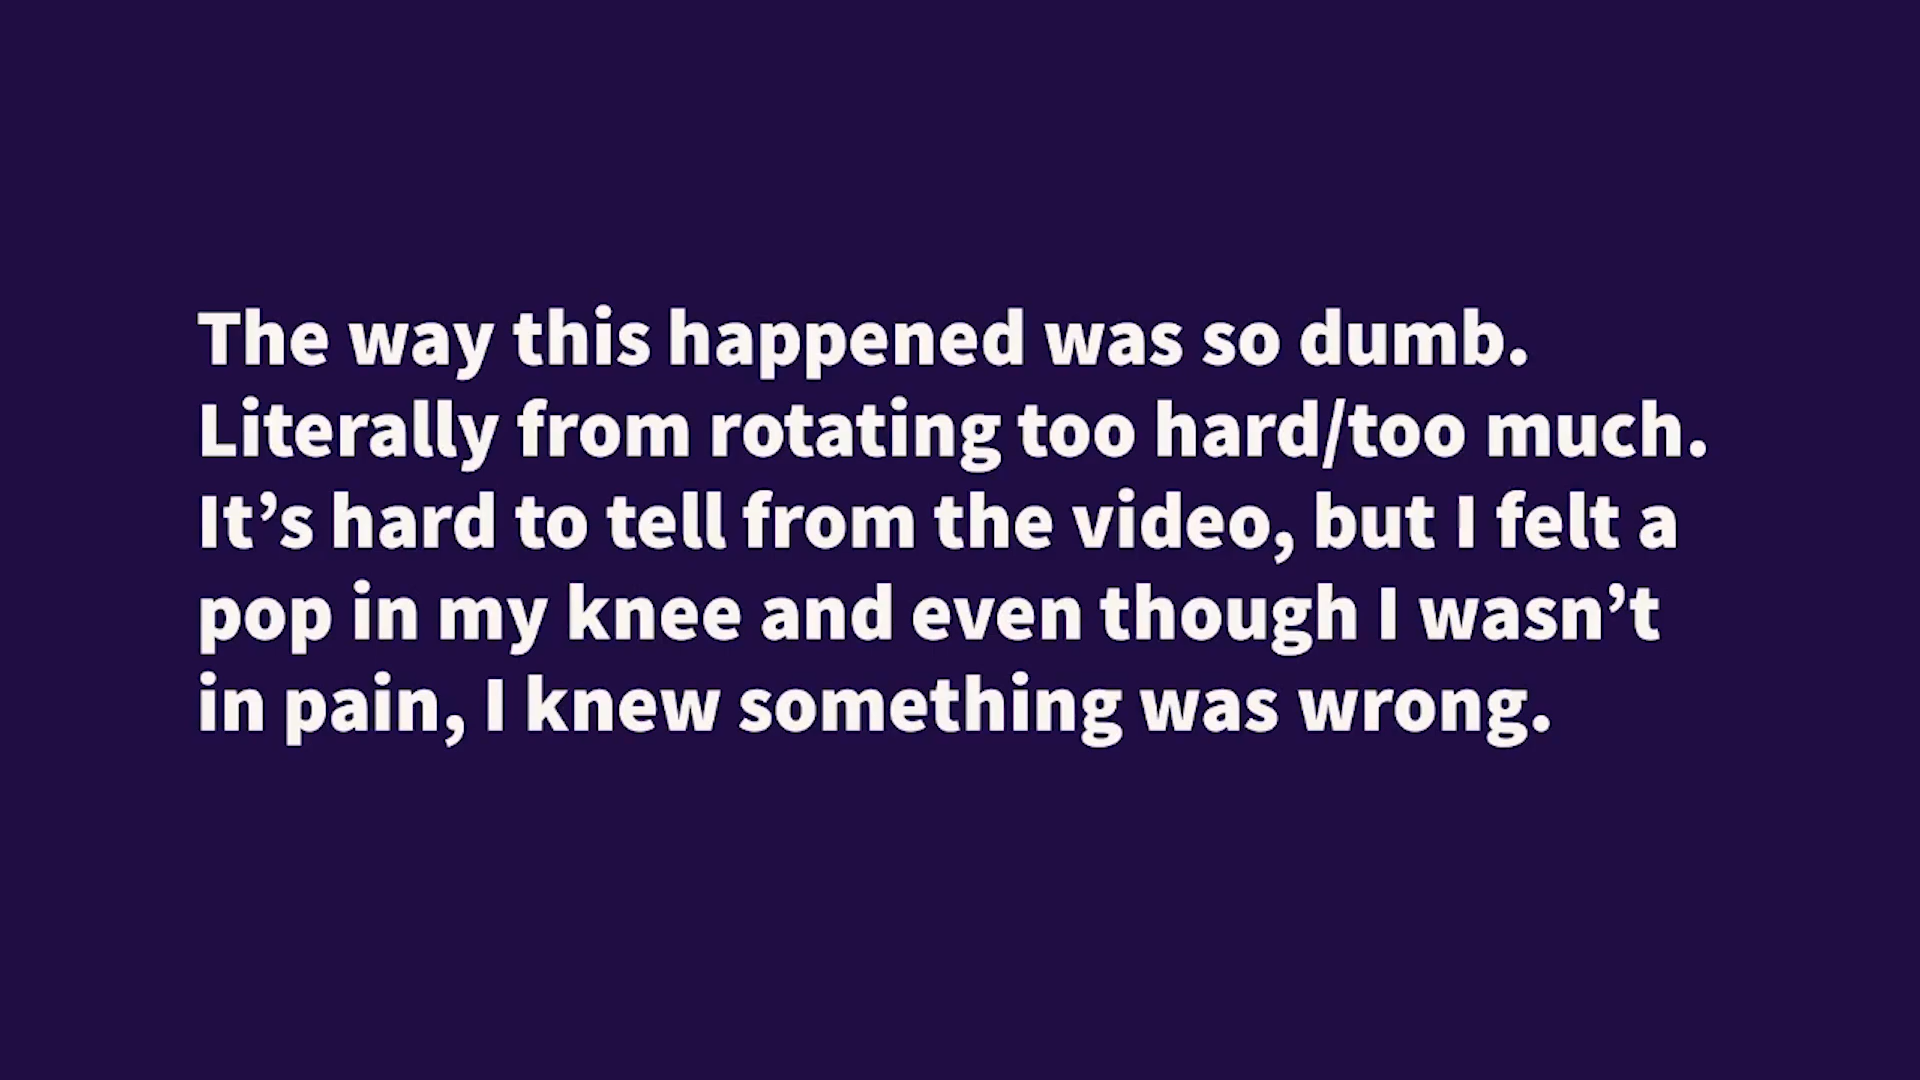 The way this happened was so dumb.
Literally from rotating too hard/too much.
It’s hard to tell from the video, but I felt a
pop in my knee and even though I wasn’t
in pain, I knew something was wrong.